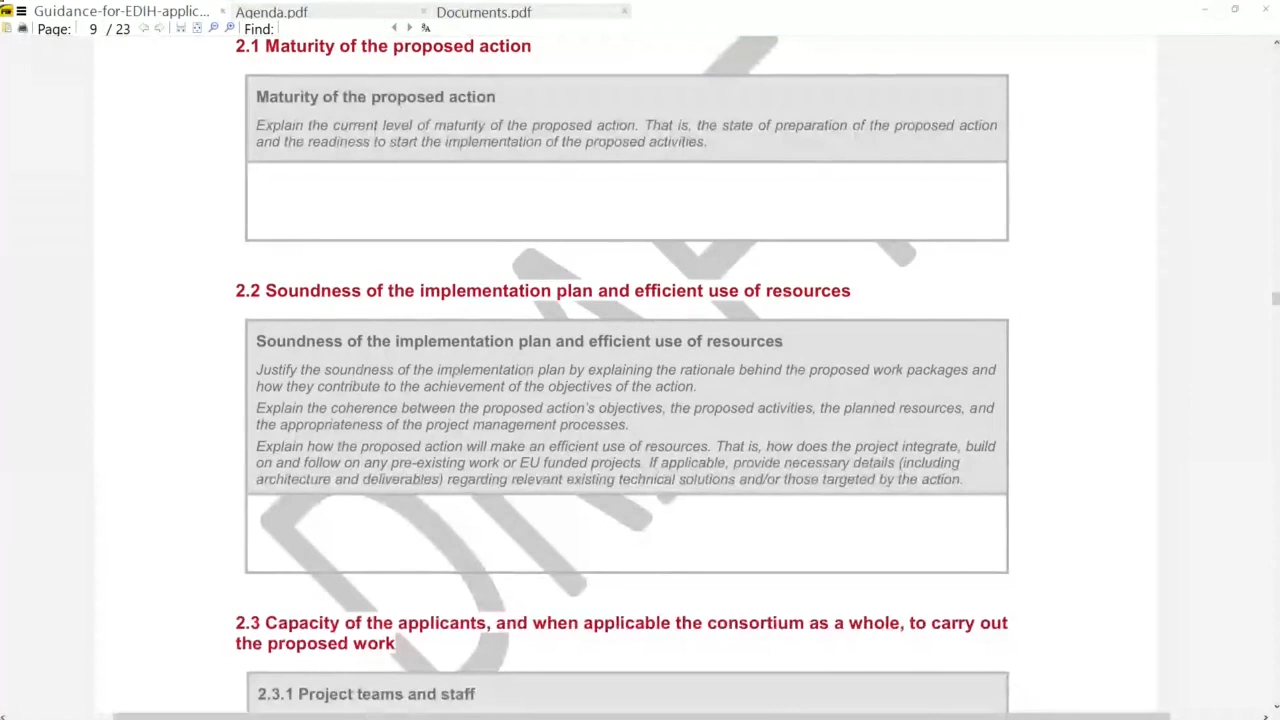 Guidance-for-EDIH-applic...
Agenda.pdf
Documents.pdf
Page: 9 / 23
Find:
2.1 Maturity of the proposed action
Maturity of the proposed action
Explain the current level of maturity of the proposed action. That is, the state of preparation of the proposed action
and the readiness to start the implementation of the proposed activities.
2.2 Soundness of the implementation plan and efficient use of resources
Soundness of the implementation plan and efficient use of resources
Justify the soundness of the implementation plan by explaining the rationale behind the proposed work packages and
how they contribute to the achievement of the objectives of the action.
Explain the coherence between the proposed action's objectives, the proposed activities, the planned resources, and
the appropriateness of the project management processes.
Explain how the proposed action will make an efficient use of resources. That is, how does the project integrate, build
on and follow on any pre-existing work or EU funded projects. If applicable, provide necessary details (including
architecture and deliverables) regarding relevant existing technical solutions and/or those targeted by the action.
2.3 Capacity of the applicants, and when applicable the consortium as a whole, to carry out
the proposed work
2.3.1 Project teams and staff